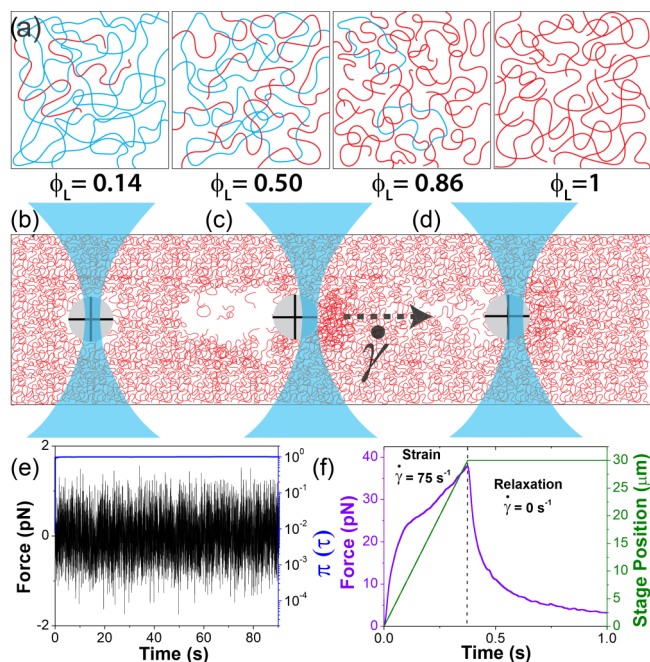 (a)
ϕL= 0.14 ϕL= 0.50 ϕL= 0.86 ϕL=1
(b) (c) (d)
γ̇
(e) (f)
Force (pN)
2
0
-2
0 20 40 60 80
Time (s)
10⁰
10⁻¹
10⁻²
10⁻³
10⁻⁴
π (τ)
Force (pN)
40
30
20
10
0
Strain
γ̇ = 75 s⁻¹
Relaxation
γ̇ = 0 s⁻¹
0.0 0.5 1.0
Time (s)
30
25
20
15
10
5
0
Stage Position (μm)